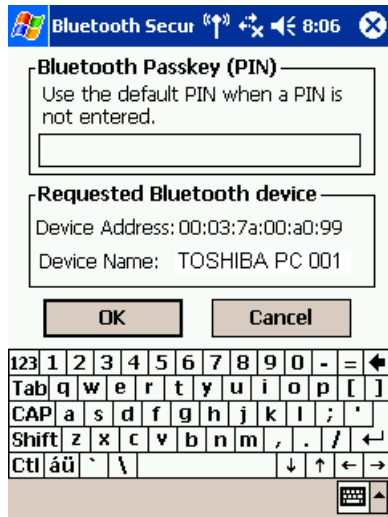 Bluetooth Secur 8:06
Bluetooth Passkey (PIN)
Use the default PIN when a PIN is
not entered.
Requested Bluetooth device
Device Address: 00:03:7a:00:a0:99
Device Name: TOSHIBA PC 001
OK Cancel
123 1 2 3 4 5 6 7 8 9 0 - =
Tab q w e r t y u i o p [ ]
CAP a s d f g h j k l ; '
Shift z x c v b n m , . /
Ctl áü ` \ ↓ ↑ ← →